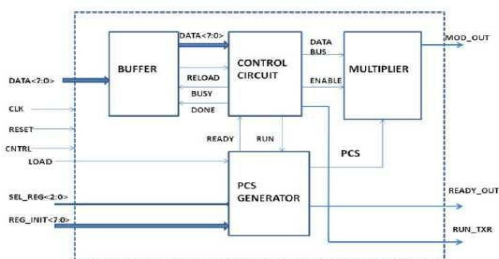 DATA<7:0>
DATA
BUS
MOD_OUT
BUFFER
CONTROL
CIRCUIT
MULTIPLIER
DATA<7:0>
RELOAD
ENABLE
BUSY
CLK
DONE
RESET
READY
RUN
CNTRL
PCS
LOAD
PCS
GENERATOR
SEL_REG<2:0>
READY_OUT
REG_INIT<7:0>
RUN_TXR